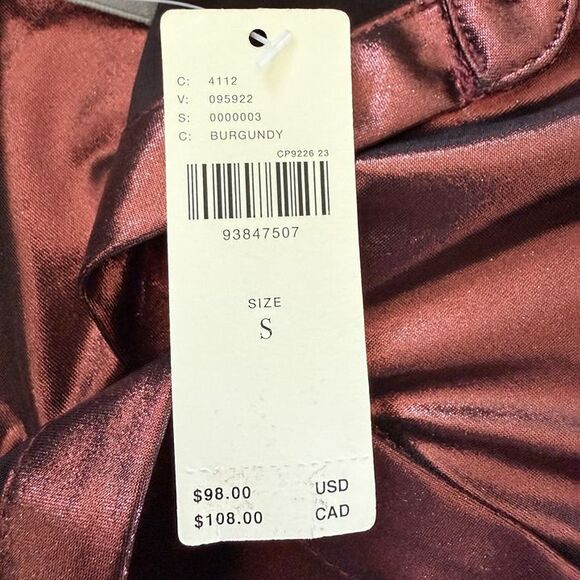 C: 4112
V: 095922
S: 0000003
C: BURGUNDY
CP9226 23
93847507
SIZE
S
$98.00 USD
$108.00 CAD